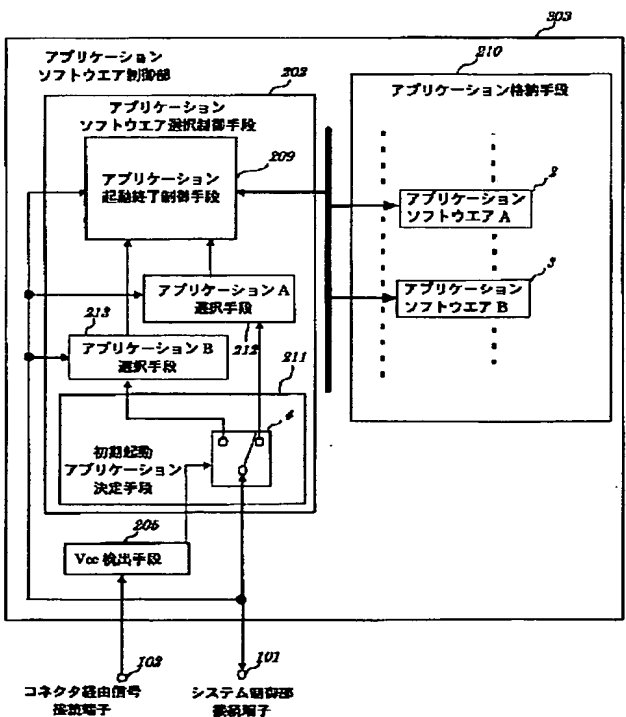 303
アプリケーション
ソフトウエア制御部
202
210
アプリケーション
ソフトウエア選択制御手段
アプリケーション格納手段
209
アプリケーション
起動終了制御手段
2
アプリケーション
ソフトウエア A
3
アプリケーション
ソフトウエア B
アプリケーション A
選択手段
212
213
アプリケーション B
選択手段
211
初期起動
アプリケーション
決定手段
205
Vcc 検出手段
102
101
コネクタ経由信号
接続端子
システム制御部
接続端子